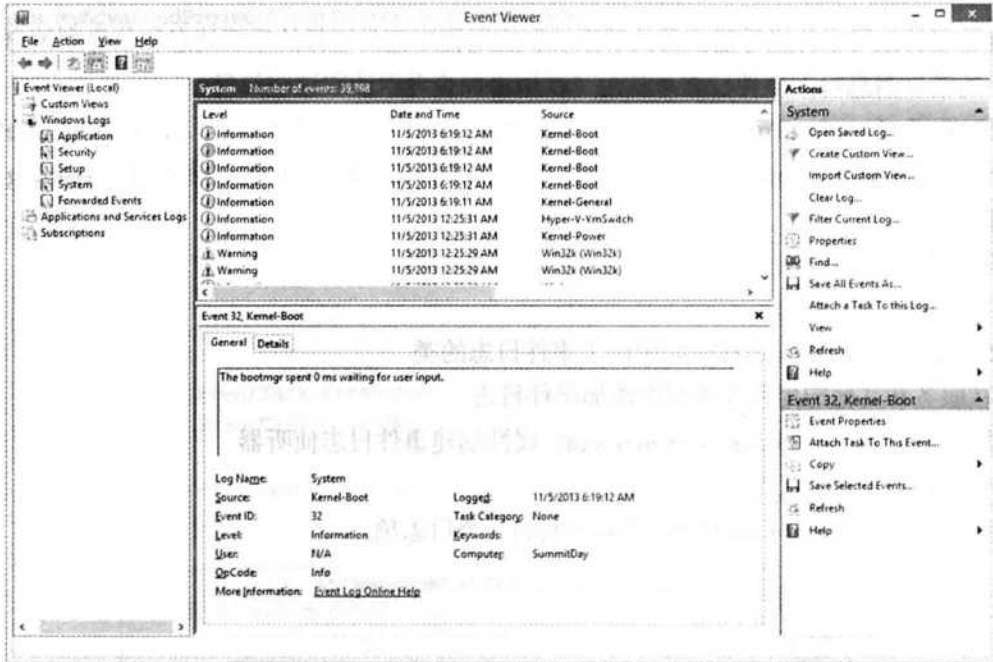 Event Viewer
File Action View Help
Event Viewer (Local)
Custom Views
Windows Logs
Application
Security
Setup
System
Forwarded Events
Applications and Services Logs
Subscriptions
System Number of events: 39,398
Level Date and Time Source
Information 11/5/2013 6:19:12 AM Kernel-Boot
Information 11/5/2013 6:19:12 AM Kernel-Boot
Information 11/5/2013 6:19:12 AM Kernel-Boot
Information 11/5/2013 6:19:12 AM Kernel-Boot
Information 11/5/2013 6:19:11 AM Kernel-General
Information 11/5/2013 12:25:31 AM Hyper-V-VmSwitch
Information 11/5/2013 12:25:31 AM Kernel-Power
Warning 11/5/2013 12:25:29 AM Win32k (Win32k)
Warning 11/5/2013 12:25:29 AM Win32k (Win32k)
Event 32, Kernel-Boot
General Details
The bootmgr spent 0 ms waiting for user input.
Log Name: System
Source: Kernel-Boot Logged: 11/5/2013 6:19:12 AM
Event ID: 32 Task Category: None
Level: Information Keywords:
User: N/A Computer: SummitDay
OpCode: Info
More Information: Event Log Online Help
Actions
System
Open Saved Log...
Create Custom View...
Import Custom View...
Clear Log...
Filter Current Log...
Properties
Find...
Save All Events As...
Attach a Task To this Log...
View
Refresh
Help
Event 32, Kernel-Boot
Event Properties
Attach Task To This Event...
Copy
Save Selected Events...
Refresh
Help